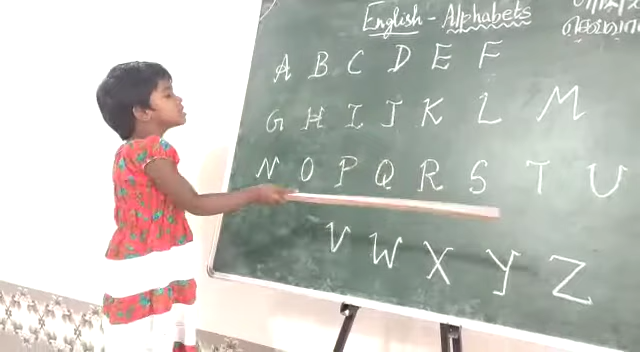 English - Alphabets
A B C D E F
G H I J K L M
N O P Q R S T U
V W X Y Z